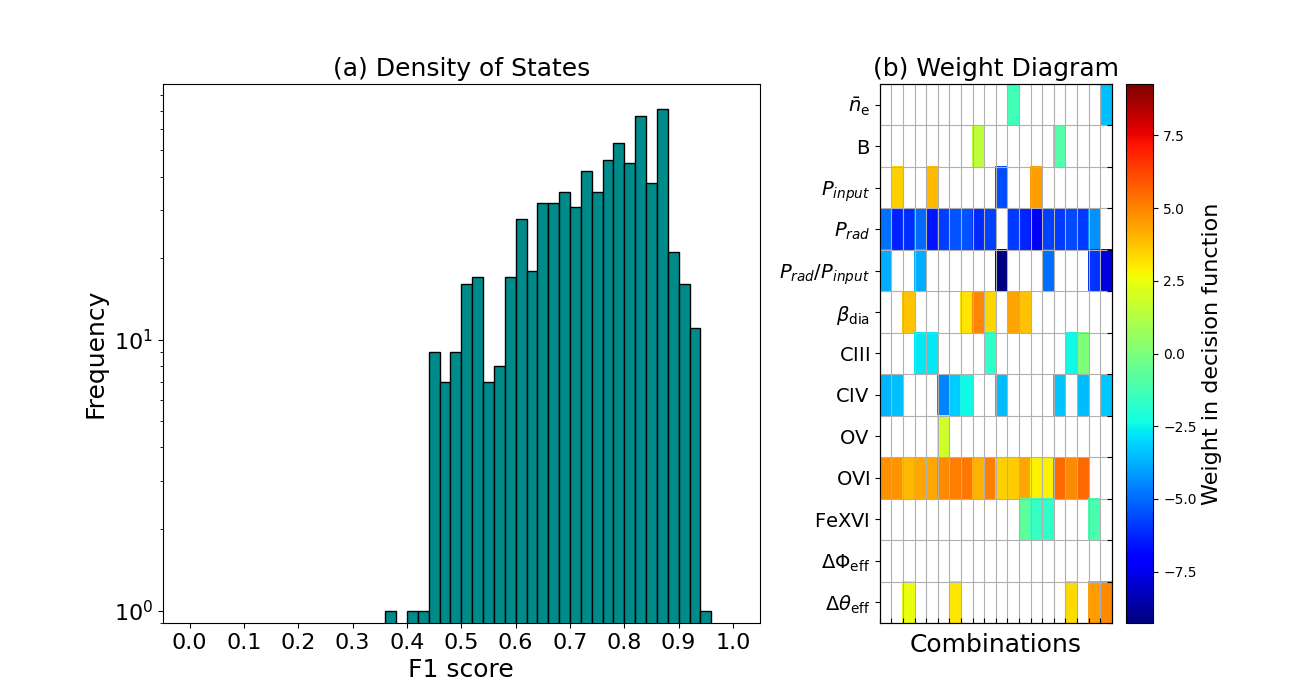 (a) Density of States
Frequency
10¹
10⁰
0.0 0.1 0.2 0.3 0.4 0.5 0.6 0.7 0.8 0.9 1.0
F1 score
(b) Weight Diagram
n̄e
B
Pinput
Prad
Prad/Pinput
βdia
CIII
CIV
OV
OVI
FeXVI
ΔΦeff
Δθeff
Combinations
7.5
5.0
2.5
0.0
−2.5
−5.0
−7.5
Weight in decision function